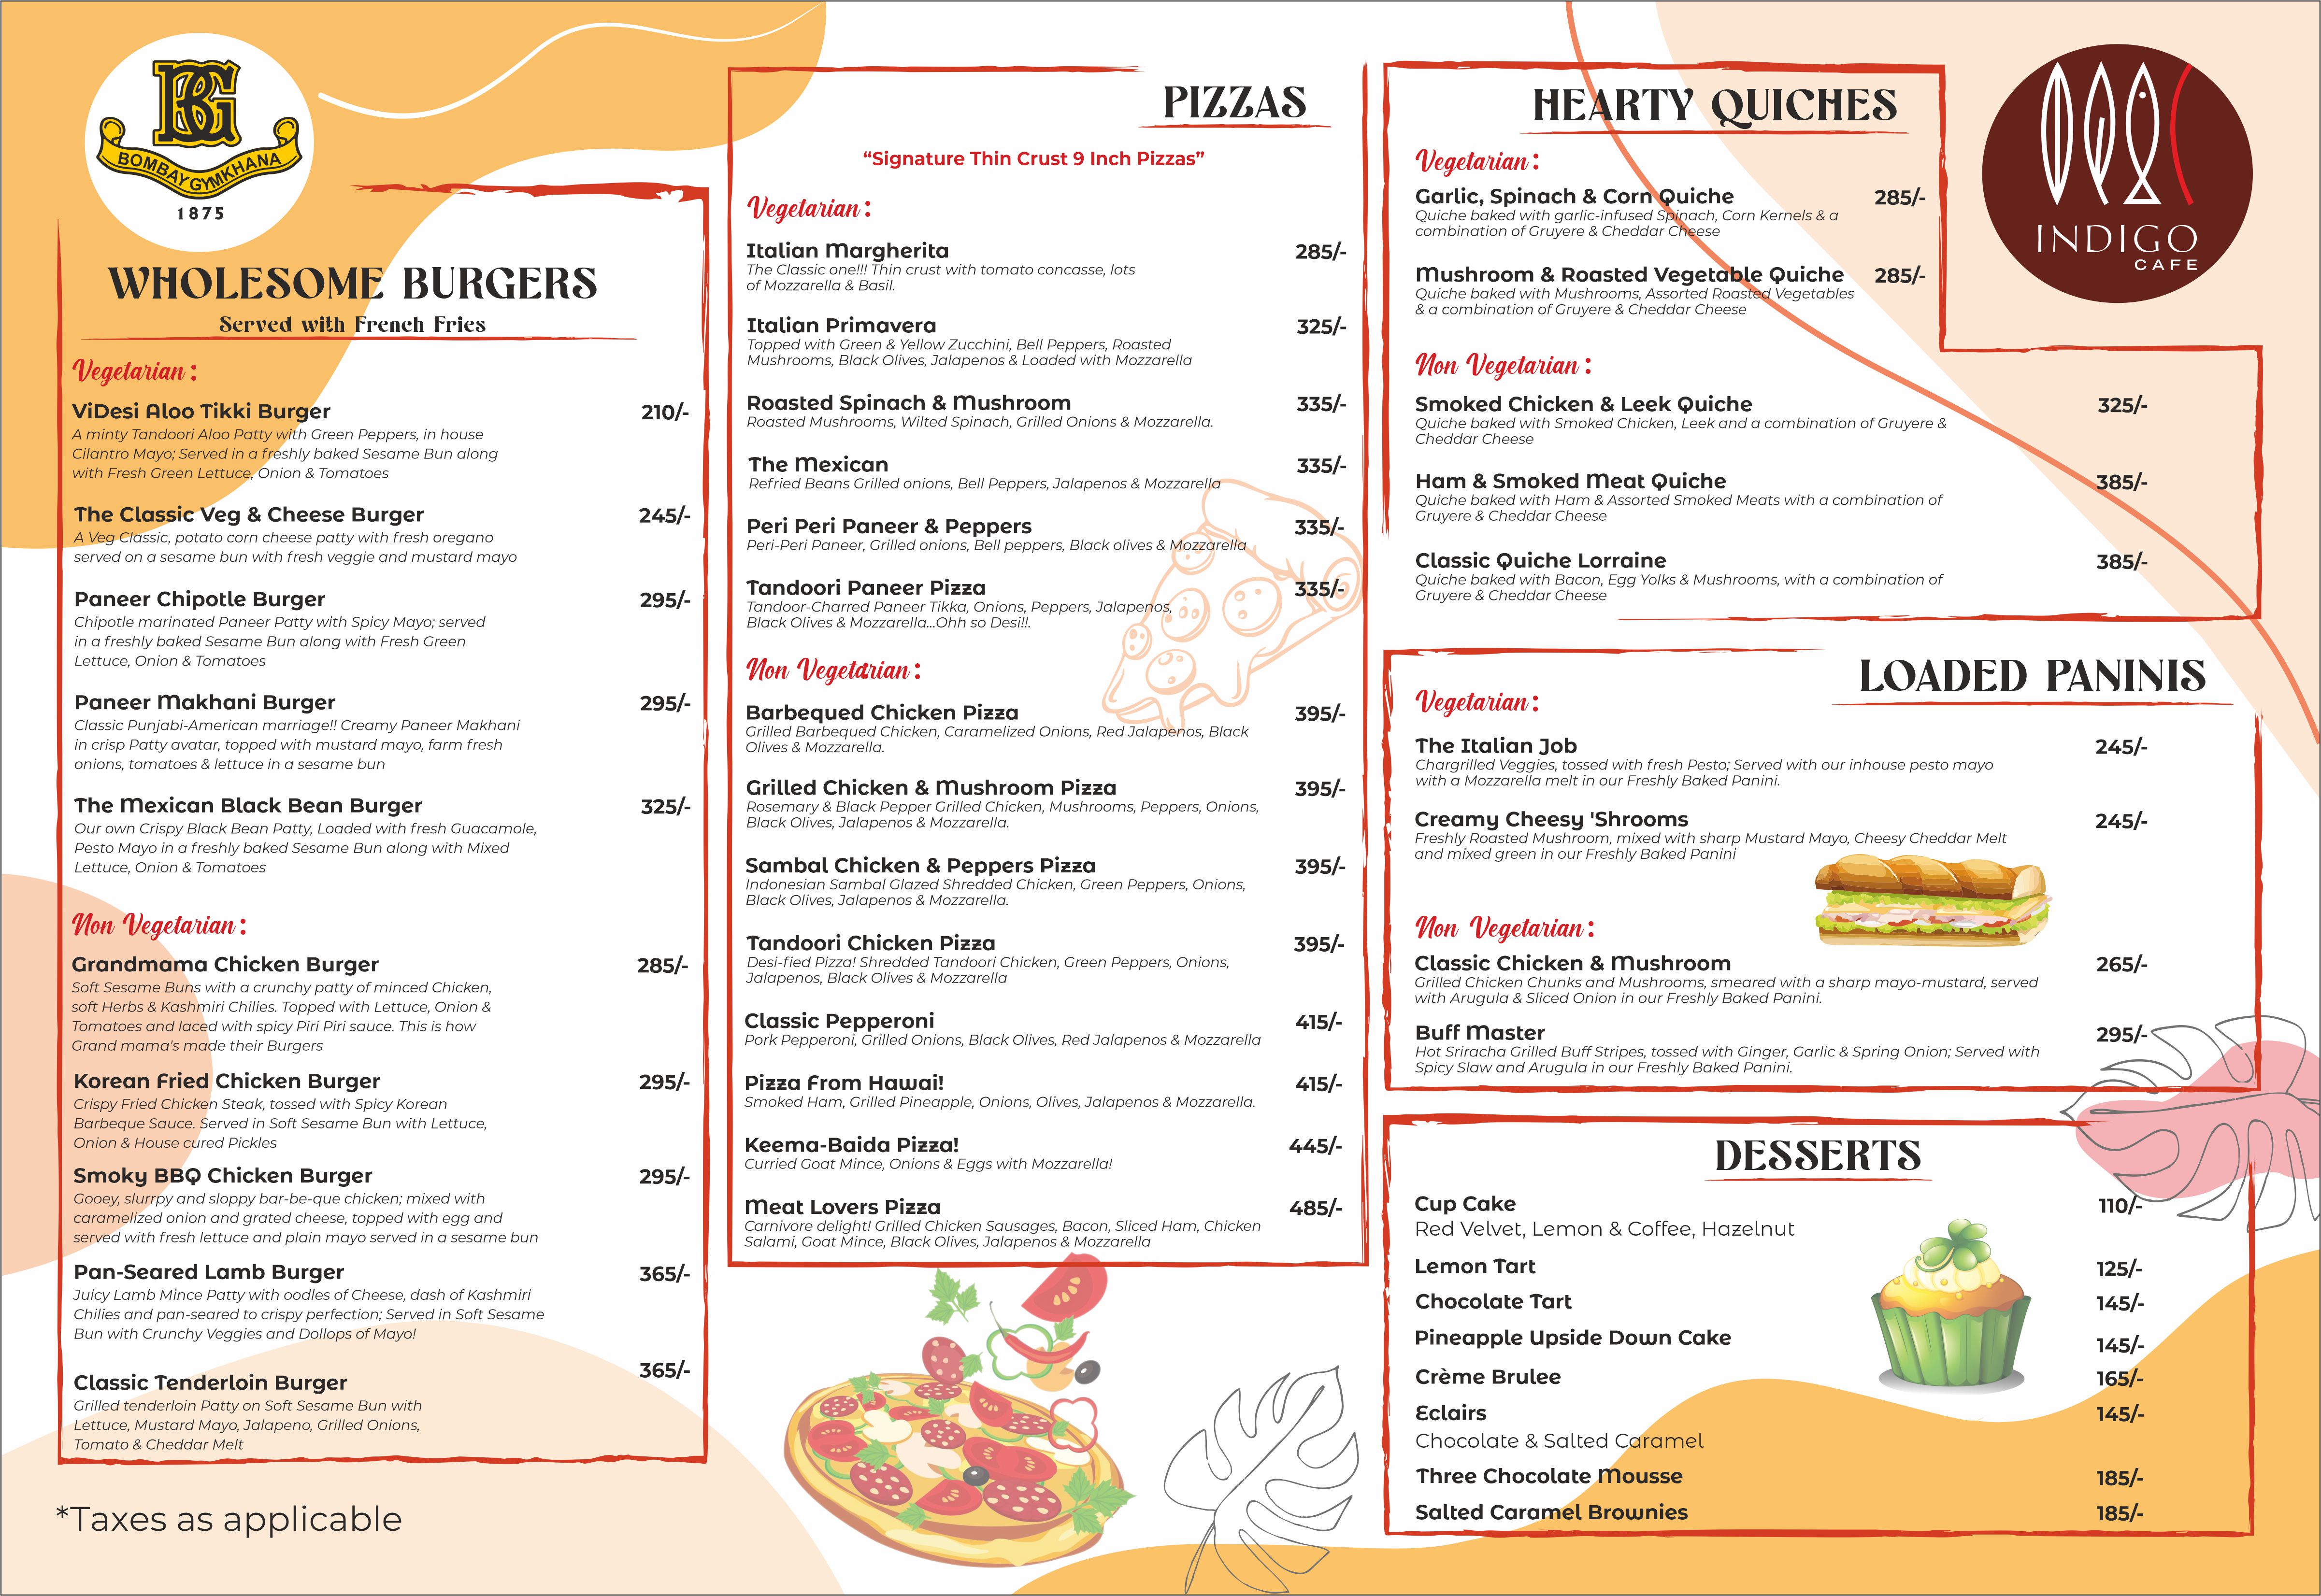 BG
BOMBAY GYMKHANA
1875
WHOLESOME BURGERS
Served with French Fries
Vegetarian :
ViDesi Aloo Tikki Burger 210/-
A minty Tandoori Aloo Patty with Green Peppers, in house
Cilantro Mayo; Served in a freshly baked Sesame Bun along
with Fresh Green Lettuce, Onion & Tomatoes
The Classic Veg & Cheese Burger 245/-
A Veg Classic, potato corn cheese patty with fresh oregano
served on a sesame bun with fresh veggie and mustard mayo
Paneer Chipotle Burger 295/-
Chipotle marinated Paneer Patty with Spicy Mayo; served
in a freshly baked Sesame Bun along with Fresh Green
Lettuce, Onion & Tomatoes
Paneer Makhani Burger 295/-
Classic Punjabi-American marriage!! Creamy Paneer Makhani
in crisp Patty avatar, topped with mustard mayo, farm fresh
onions, tomatoes & lettuce in a sesame bun
The Mexican Black Bean Burger 325/-
Our own Crispy Black Bean Patty, Loaded with fresh Guacamole,
Pesto Mayo in a freshly baked Sesame Bun along with Mixed
Lettuce, Onion & Tomatoes
Non Vegetarian :
Grandmama Chicken Burger 285/-
Soft Sesame Buns with a crunchy patty of minced Chicken,
soft Herbs & Kashmiri Chilies. Topped with Lettuce, Onion &
Tomatoes and laced with spicy Piri Piri sauce. This is how
Grand mama's made their Burgers
Korean Fried Chicken Burger 295/-
Crispy Fried Chicken Steak, tossed with Spicy Korean
Barbeque Sauce. Served in Soft Sesame Bun with Lettuce,
Onion & House cured Pickles
Smoky BBQ Chicken Burger 295/-
Gooey, slurrpy and sloppy bar-be-que chicken; mixed with
caramelized onion and grated cheese, topped with egg and
served with fresh lettuce and plain mayo served in a sesame bun
Pan-Seared Lamb Burger 365/-
Juicy Lamb Mince Patty with oodles of Cheese, dash of Kashmiri
Chilies and pan-seared to crispy perfection; Served in Soft Sesame
Bun with Crunchy Veggies and Dollops of Mayo!
Classic Tenderloin Burger 365/-
Grilled tenderloin Patty on Soft Sesame Bun with
Lettuce, Mustard Mayo, Jalapeno, Grilled Onions,
Tomato & Cheddar Melt
*Taxes as applicable
PIZZAS
“Signature Thin Crust 9 Inch Pizzas”
Vegetarian :
Italian Margherita 285/-
The Classic one!!! Thin crust with tomato concasse, lots
of Mozzarella & Basil.
Italian Primavera 325/-
Topped with Green & Yellow Zucchini, Bell Peppers, Roasted
Mushrooms, Black Olives, Jalapenos & Loaded with Mozzarella
Roasted Spinach & Mushroom 335/-
Roasted Mushrooms, Wilted Spinach, Grilled Onions & Mozzarella.
The Mexican 335/-
Refried Beans Grilled onions, Bell Peppers, Jalapenos & Mozzarella
Peri Peri Paneer & Peppers 335/-
Peri-Peri Paneer, Grilled onions, Bell peppers, Black olives & Mozzarella
Tandoori Paneer Pizza 335/-
Tandoor-Charred Paneer Tikka, Onions, Peppers, Jalapenos,
Black Olives & Mozzarella...Ohh so Desi!!.
Non Vegetarian :
Barbequed Chicken Pizza 395/-
Grilled Barbequed Chicken, Caramelized Onions, Red Jalapenos, Black
Olives & Mozzarella.
Grilled Chicken & Mushroom Pizza 395/-
Rosemary & Black Pepper Grilled Chicken, Mushrooms, Peppers, Onions,
Black Olives, Jalapenos & Mozzarella.
Sambal Chicken & Peppers Pizza 395/-
Indonesian Sambal Glazed Shredded Chicken, Green Peppers, Onions,
Black Olives, Jalapenos & Mozzarella.
Tandoori Chicken Pizza 395/-
Desi-fied Pizza! Shredded Tandoori Chicken, Green Peppers, Onions,
Jalapenos, Black Olives & Mozzarella
Classic Pepperoni 415/-
Pork Pepperoni, Grilled Onions, Black Olives, Red Jalapenos & Mozzarella
Pizza From Hawai! 415/-
Smoked Ham, Grilled Pineapple, Onions, Olives, Jalapenos & Mozzarella.
Keema-Baida Pizza! 445/-
Curried Goat Mince, Onions & Eggs with Mozzarella!
Meat Lovers Pizza 485/-
Carnivore delight! Grilled Chicken Sausages, Bacon, Sliced Ham, Chicken
Salami, Goat Mince, Black Olives, Jalapenos & Mozzarella
HEARTY QUICHES
Vegetarian :
Garlic, Spinach & Corn Quiche 285/-
Quiche baked with garlic-infused Spinach, Corn Kernels & a
combination of Gruyere & Cheddar Cheese
Mushroom & Roasted Vegetable Quiche 285/-
Quiche baked with Mushrooms, Assorted Roasted Vegetables
& a combination of Gruyere & Cheddar Cheese
Non Vegetarian :
Smoked Chicken & Leek Quiche 325/-
Quiche baked with Smoked Chicken, Leek and a combination of Gruyere &
Cheddar Cheese
Ham & Smoked Meat Quiche 385/-
Quiche baked with Ham & Assorted Smoked Meats with a combination of
Gruyere & Cheddar Cheese
Classic Quiche Lorraine 385/-
Quiche baked with Bacon, Egg Yolks & Mushrooms, with a combination of
Gruyere & Cheddar Cheese
INDIGO
CAFE
LOADED PANINIS
Vegetarian :
The Italian Job 245/-
Chargrilled Veggies, tossed with fresh Pesto; Served with our inhouse pesto mayo
with a Mozzarella melt in our Freshly Baked Panini.
Creamy Cheesy 'Shrooms 245/-
Freshly Roasted Mushroom, mixed with sharp Mustard Mayo, Cheesy Cheddar Melt
and mixed green in our Freshly Baked Panini
Non Vegetarian :
Classic Chicken & Mushroom 265/-
Grilled Chicken Chunks and Mushrooms, smeared with a sharp mayo-mustard, served
with Arugula & Sliced Onion in our Freshly Baked Panini.
Buff Master 295/-
Hot Sriracha Grilled Buff Stripes, tossed with Ginger, Garlic & Spring Onion; Served with
Spicy Slaw and Arugula in our Freshly Baked Panini.
DESSERTS
Cup Cake 110/-
Red Velvet, Lemon & Coffee, Hazelnut
Lemon Tart 125/-
Chocolate Tart 145/-
Pineapple Upside Down Cake 145/-
Crème Brulee 165/-
Eclairs 145/-
Chocolate & Salted Caramel
Three Chocolate Mousse 185/-
Salted Caramel Brownies 185/-